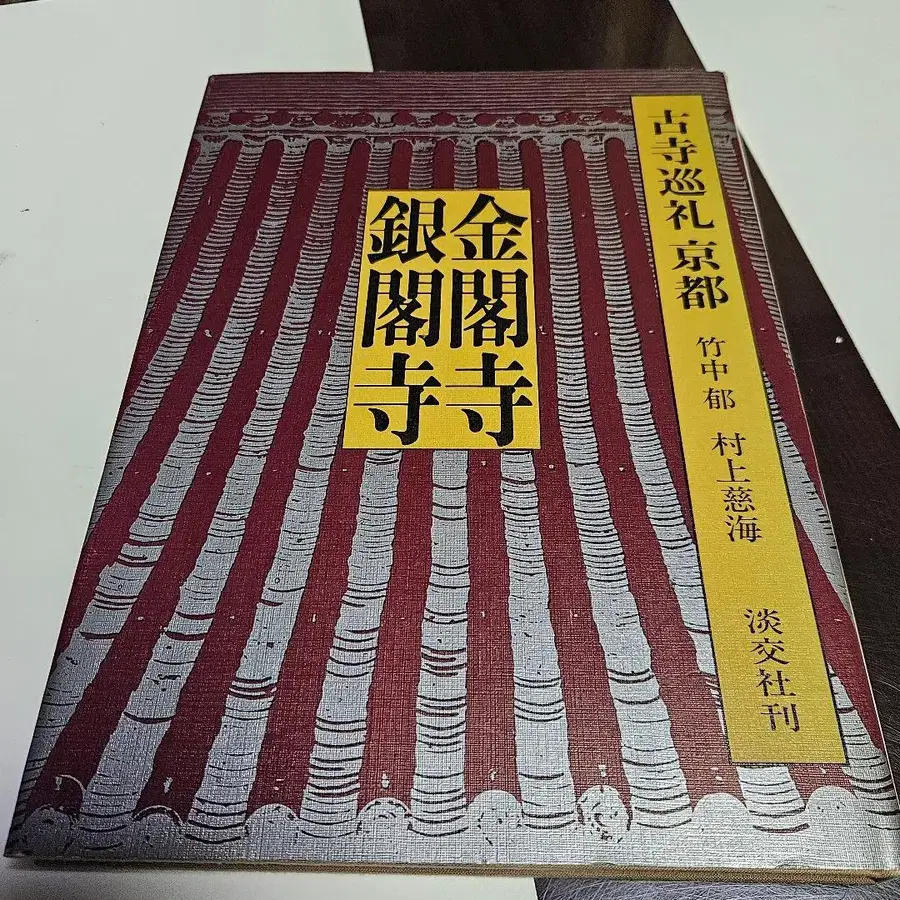 古寺巡礼 京都
竹中郁 村上慈海
淡交社刊
金閣寺
銀閣寺